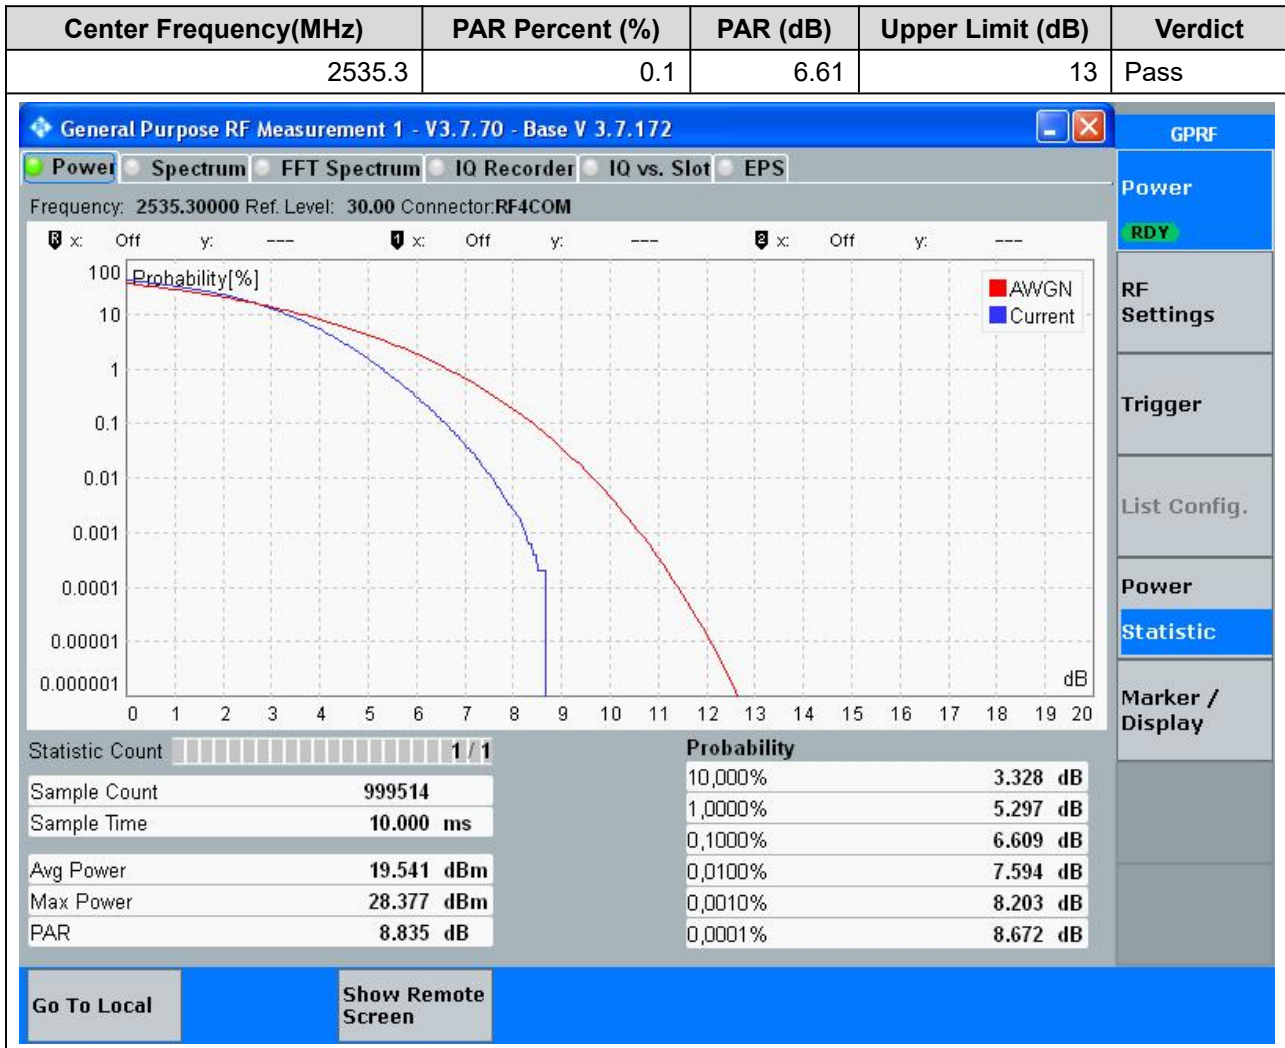 Center Frequency(MHz) PAR Percent (%) PAR (dB) Upper Limit (dB) Verdict
2535.3 0.1 6.61 13 Pass
General Purpose RF Measurement 1 - V3.7.70 - Base V 3.7.172
GPRF
Power Spectrum FFT Spectrum IQ Recorder IQ vs. Slot EPS
Frequency: 2535.30000 Ref. Level: 30.00 Connector:RF4COM
R x: Off y: --- 1 x: Off y: --- 2 x: Off y: ---
Probability[%]
AWGN
Current
100
10
1
0.1
0.01
0.001
0.0001
0.00001
0.000001
dB
0 1 2 3 4 5 6 7 8 9 10 11 12 13 14 15 16 17 18 19 20
Power
RDY
RF
Settings
Trigger
List Config.
Power
Statistic
Marker /
Display
Statistic Count 1 / 1
Sample Count 999514
Sample Time 10.000 ms
Avg Power 19.541 dBm
Max Power 28.377 dBm
PAR 8.835 dB
Probability
10,000% 3.328 dB
1,0000% 5.297 dB
0,1000% 6.609 dB
0,0100% 7.594 dB
0,0010% 8.203 dB
0,0001% 8.672 dB
Go To Local
Show Remote
Screen